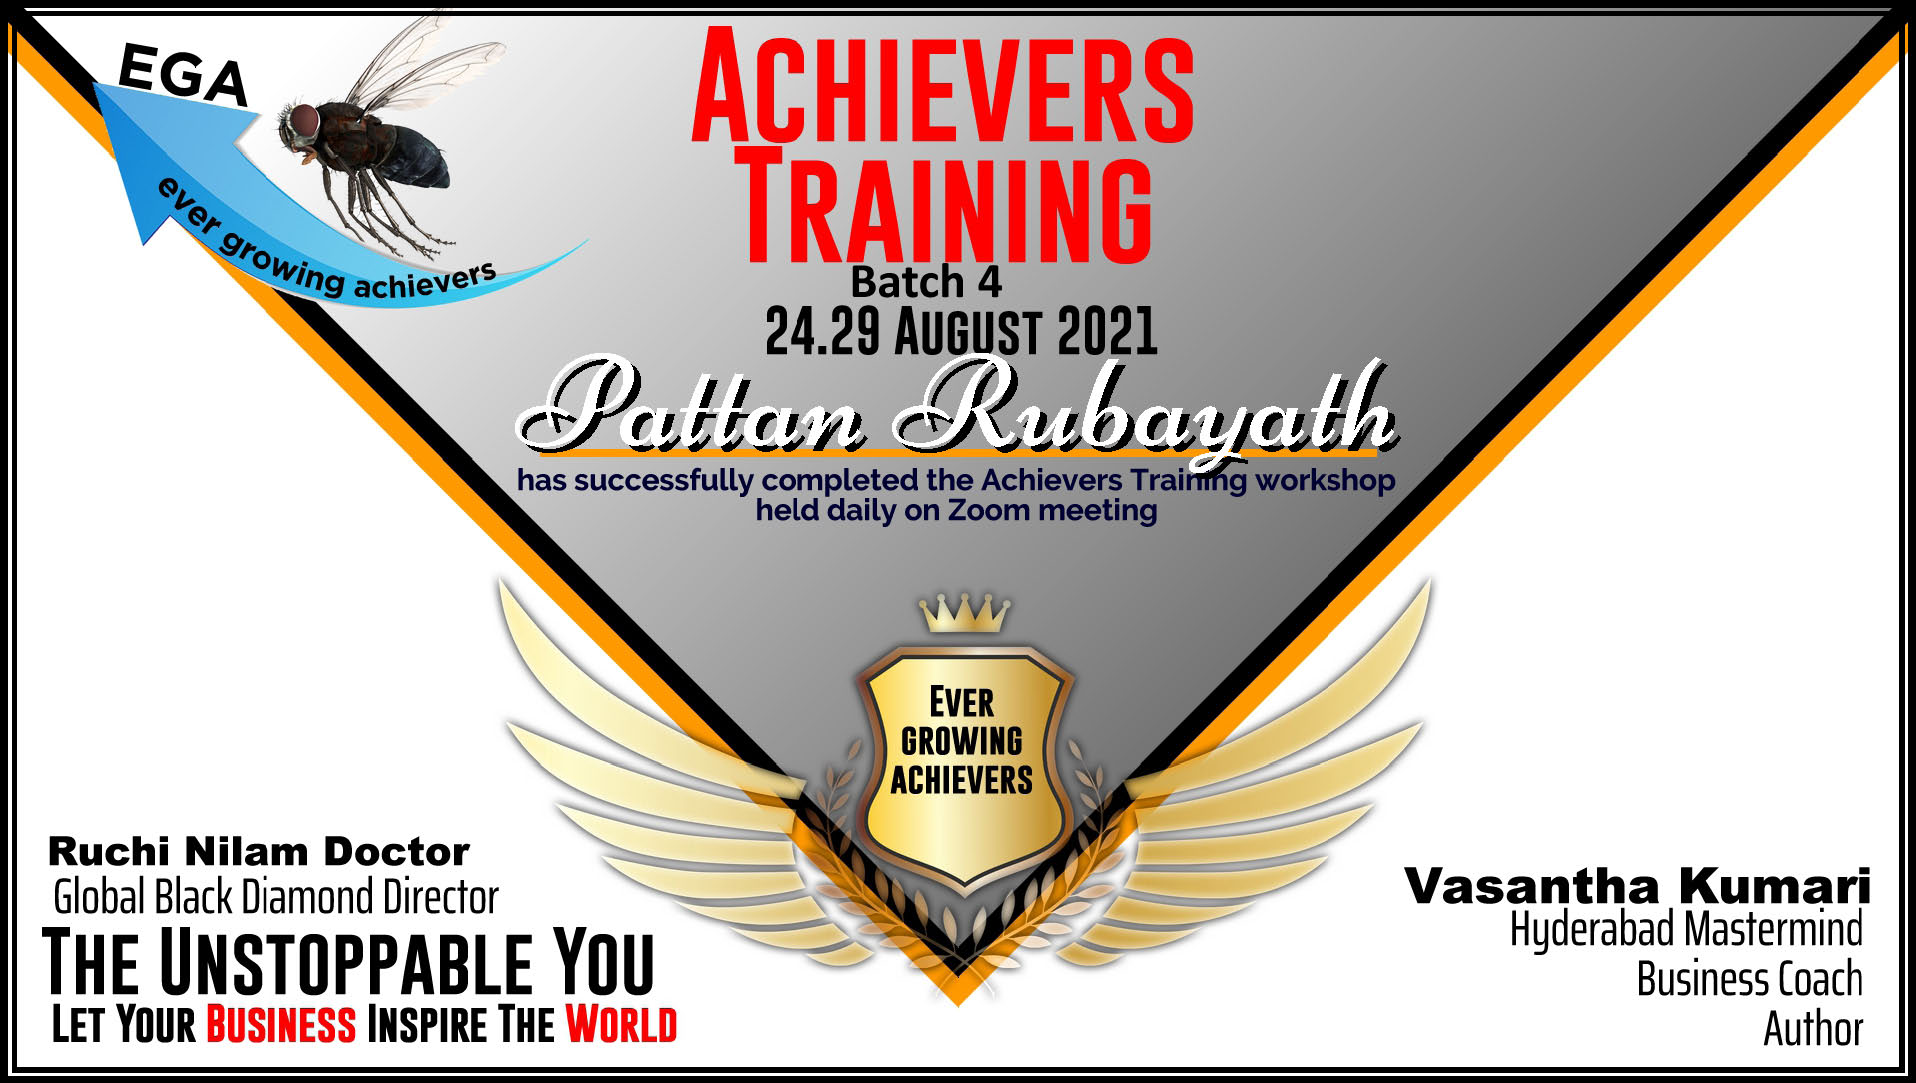 EGA
ever growing achievers
ACHIEVERS
TRAINING
Batch 4
24.29 AUGUST 2021
Pattan Rubayath
has successfully completed the Achievers Training workshop
held daily on Zoom meeting
EVER
GROWING
ACHIEVERS
Ruchi Nilam Doctor
Global Black Diamond Director
THE UNSTOPPABLE YOU
LET YOUR BUSINESS INSPIRE THE WORLD
Vasantha Kumari
Hyderabad Mastermind
Business Coach
Author